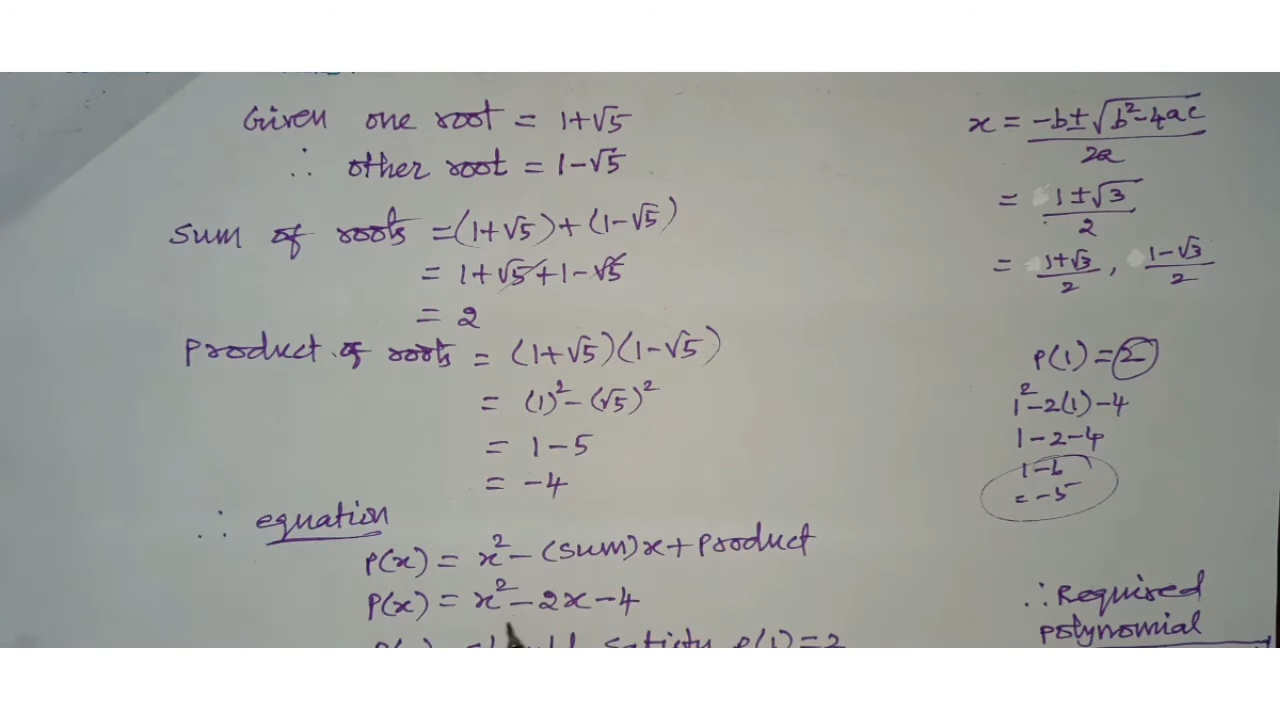 Given one root = 1+√5
∴ other root = 1-√5
Sum of roots = (1+√5)+(1-√5)
= 1+√5+1-√5
= 2
Product of roots = (1+√5)(1-√5)
= (1)²-(√5)²
= 1-5
= -4
∴ equation
P(x) = x²-(sum)x+Product
P(x) = x²-2x-4
satisfy P(1)=2
x = -b±√b²-4ac / 2a
= 1±√3 / 2
= 1+√3 / 2 , 1-√3 / 2
P(1)=2
1²-2(1)-4
1-2-4
1-6
=-5
∴ Required
polynomial